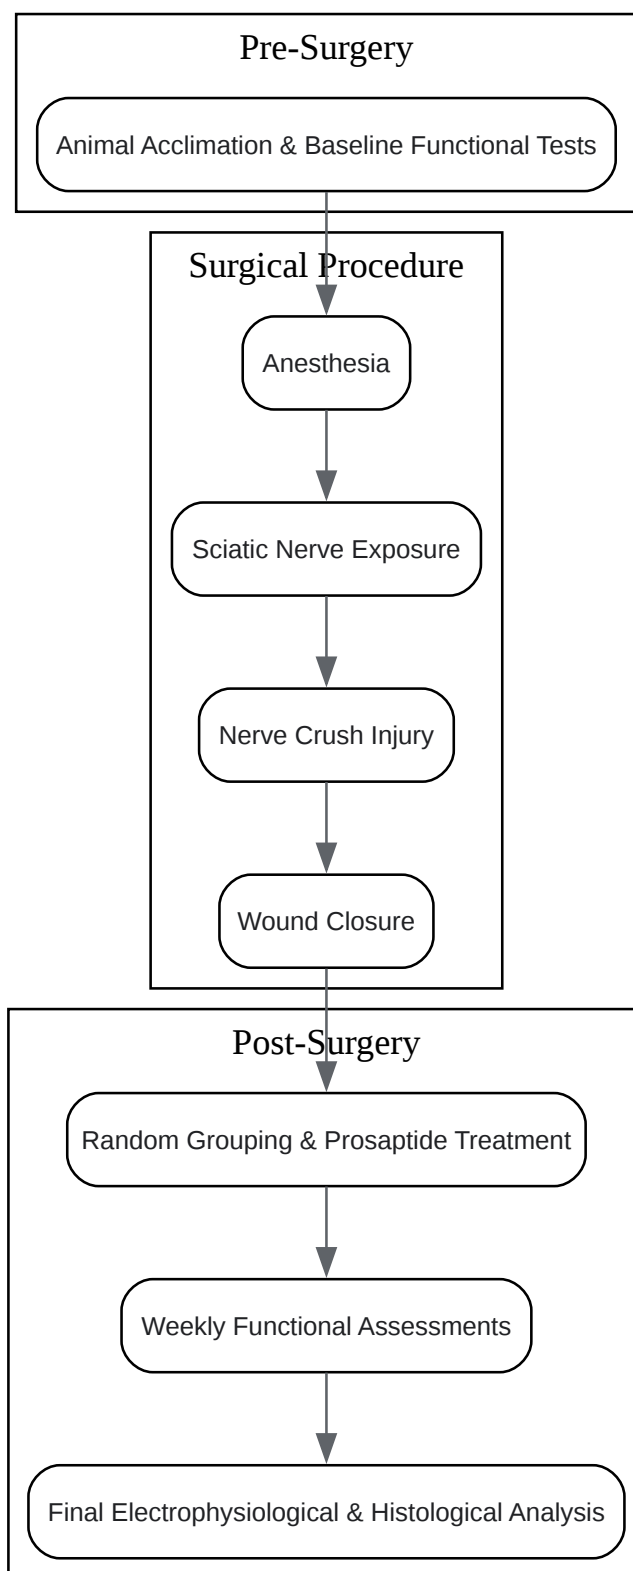 Pre-Surgery
Animal Acclimation & Baseline Functional Tests
Surgical Procedure
Anesthesia
Sciatic Nerve Exposure
Nerve Crush Injury
Wound Closure
Post-Surgery
Random Grouping & Prosaptide Treatment
Weekly Functional Assessments
Final Electrophysiological & Histological Analysis